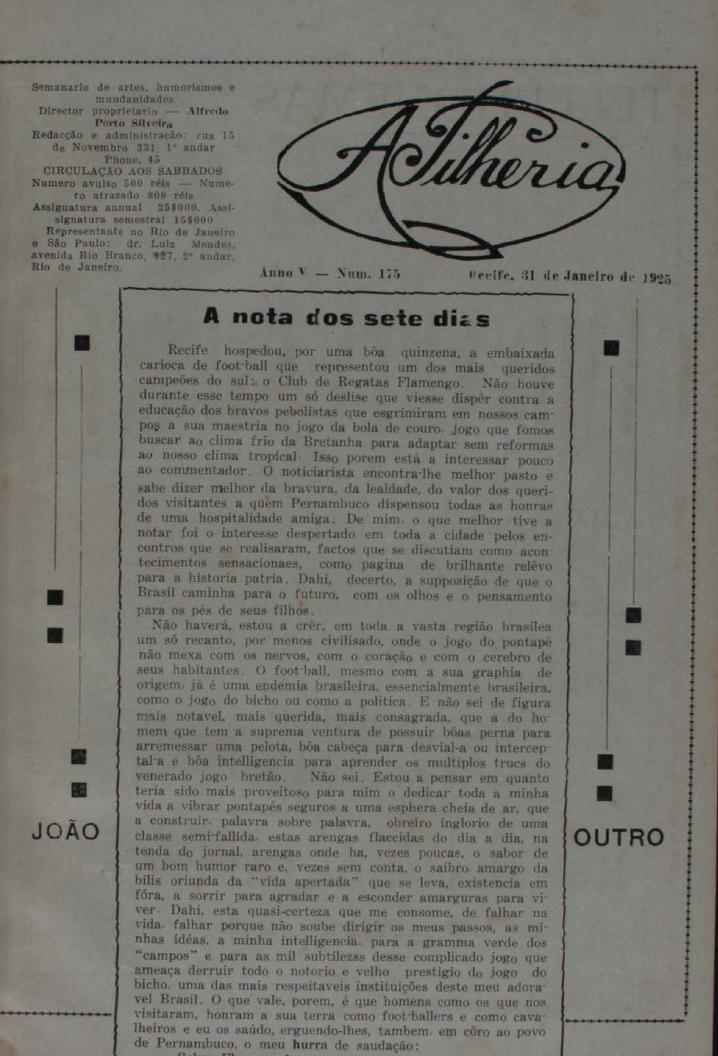 Semanario de artes, humorismos e
mundanidades
Director proprietario — Alfredo
Porto Silveira
Redacção e administração: rua 15
de Novembro 331, 1º andar
Phone, 45
CIRCULAÇÃO AOS SABBADOS
Numero avulso 500 réis — Nume-
ro atrazado 800 réis
Assignatura annual 25$000, Assi-
signatura semestral 15$000
Representante no Rio de Janeiro
e São Paulo: dr. Luiz Mendes,
avenida Rio Branco, 127, 2º andar,
Rio de Janeiro.
A Pilheria
Anno V — Num. 175
Recife, 31 de Janeiro de 1925
A nota dos sete dias
Recife hospedou, por uma bôa quinzena, a embaixada
carioca de foot-ball que representou um dos mais queridos
campeões do sul: o Club de Regatas Flamengo. Não houve
durante esse tempo um só deslise que viesse dispôr contra a
educação dos bravos pebolistas que esgrimiram em nossos cam-
pos a sua maestria no jogo da bola de couro, jogo que fomos
buscar ao clima frio da Bretanha para adaptar sem reformas
ao nosso clima tropical. Isso porem está a interessar pouco
ao commentador. O noticiarista encontra-lhe melhor pasto e
sabe dizer melhor da bravura, da lealdade, do valor dos queri-
dos visitantes a quem Pernambuco dispensou todas as honras
de uma hospitalidade amiga. De mim, o que melhor tive a
notar foi o interesse despertado em toda a cidade pelos en-
contros que se realisaram, factos que se discutiam como acon-
tecimentos sensacionaes, como pagina de brilhante relêvo
para a historia patria. Dahi, decerto, a supposição de que o
Brasil caminha para o futuro, com os olhos e o pensamento
para os pés de seus filhos.
Não haverá, estou a crêr, em toda a vasta região brasilea
um só recanto, por menos civilisado, onde o jogo do pontapé
não mexa com os nervos, com o coração e com o cerebro de
seus habitantes. O foot-ball, mesmo com a sua graphia de
origem, já é uma endemia brasileira, essencialmente brasileira,
como o jogo do bicho ou como a politica. E não sei de figura
mais notavel, mais querida, mais consagrada, que a do ho-
mem que tem a suprema ventura de possuir bôas perna para
arremessar uma pelota, bôa cabeça para desvial-a ou intercep-
tal-a e bôa intelligencia para aprender os multiplos trucs do
venerado jogo bretão. Não sei. Estou a pensar em quanto
teria sido mais proveitoso para mim o dedicar toda a minha
vida a vibrar pontapés seguros a uma esphera cheia de ar, que
a construir, palavra sobre palavra, obreiro inglorio de uma
classe semi-fallida, estas arengas flaccidas do dia a dia, na
tenda do jornal, arengas onde ha, vezes poucas, o sabor de
um bom humor raro e, vezes sem conta, o saibro amargo da
bilis oriunda da "vida apertada" que se leva, existencia em
fóra, a sorrir para agradar e a esconder amarguras para vi-
ver. Dahi, esta quasi-certeza que me consome, de falhar na
vida, falhar porque não soube dirigir os meus passos, as mi-
nhas idéas, a minha intelligencia, para a gramma verde dos
"campos" e para as mil subtilezas desse complicado jogo que
ameaça derruir todo o notorio e velho prestigio do jogo do
bicho, uma das mais respeitaveis instituições deste meu adora-
vel Brasil. O que vale, porem, é que homens como os que nos
visitaram, honram a sua terra como foot-ballers e como cava-
lheiros e eu os saúdo, erguendo-lhes, tambem, em côro ao povo
de Pernambuco, o meu hurra de saudação:
JOÃO
OUTRO